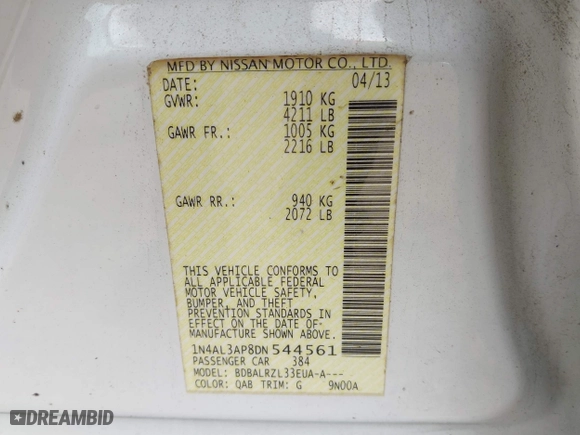 MFD BY NISSAN MOTOR CO., LTD.
DATE: 04/13
GVWR: 1910 KG
4211 LB
GAWR FR.: 1005 KG
2216 LB
GAWR RR.: 940 KG
2072 LB
THIS VEHICLE CONFORMS TO
ALL APPLICABLE FEDERAL
MOTOR VEHICLE SAFETY,
BUMPER, AND THEFT
PREVENTION STANDARDS IN
EFFECT ON THE DATE OF-
MANUFACTURE SHOWN ABOVE.
1N4AL3AP8DN544561
PASSENGER CAR 384
MODEL: BDBALRZL33EUA-A---
COLOR: QAB TRIM: G 9N00A
DREAMBID
DREAMBID